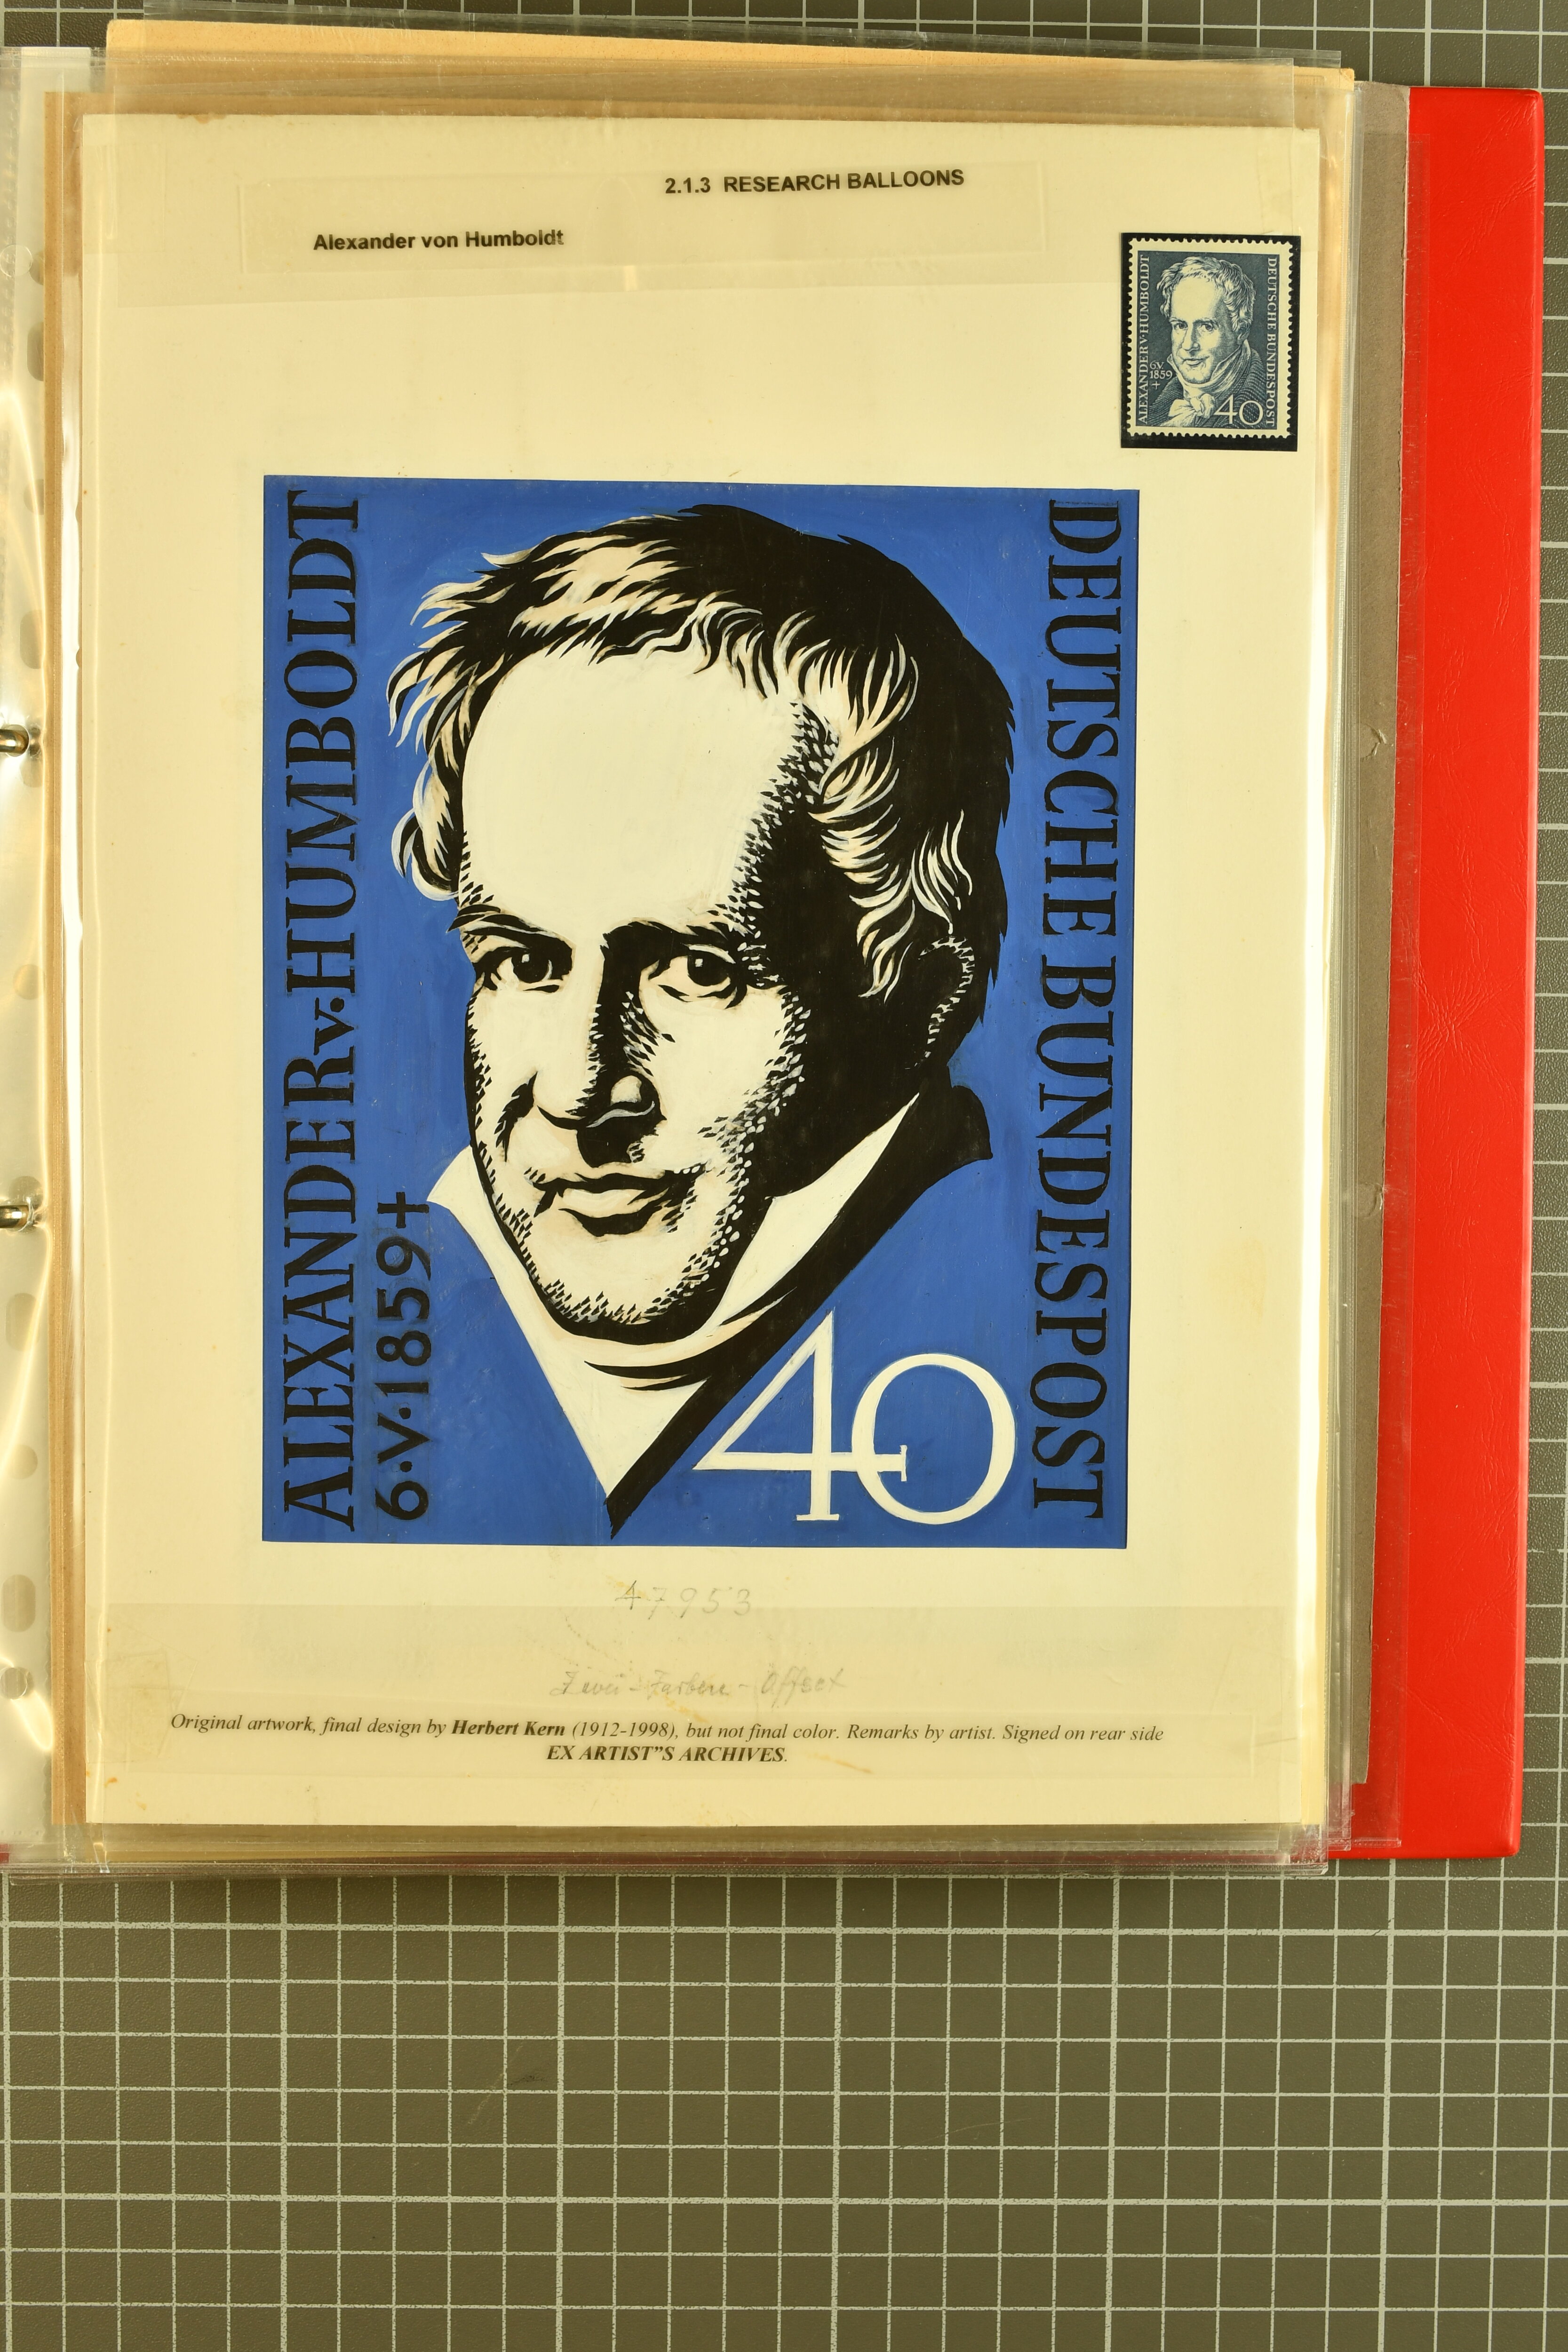 2.1.3 RESEARCH BALLOONS
Alexander von Humboldt
ALEXANDER V·HUMBOLDT
6.V.
1859
+
40
DEUTSCHE BUNDESPOST
ALEXANDER v. HUMBOLDT
6·V·1859+
40
DEUTSCHE BUNDESPOST
47953
Zwei-Farben-Offset
Original artwork, final design by Herbert Kern (1912-1998), but not final color. Remarks by artist. Signed on rear side
EX ARTIST"S ARCHIVES.